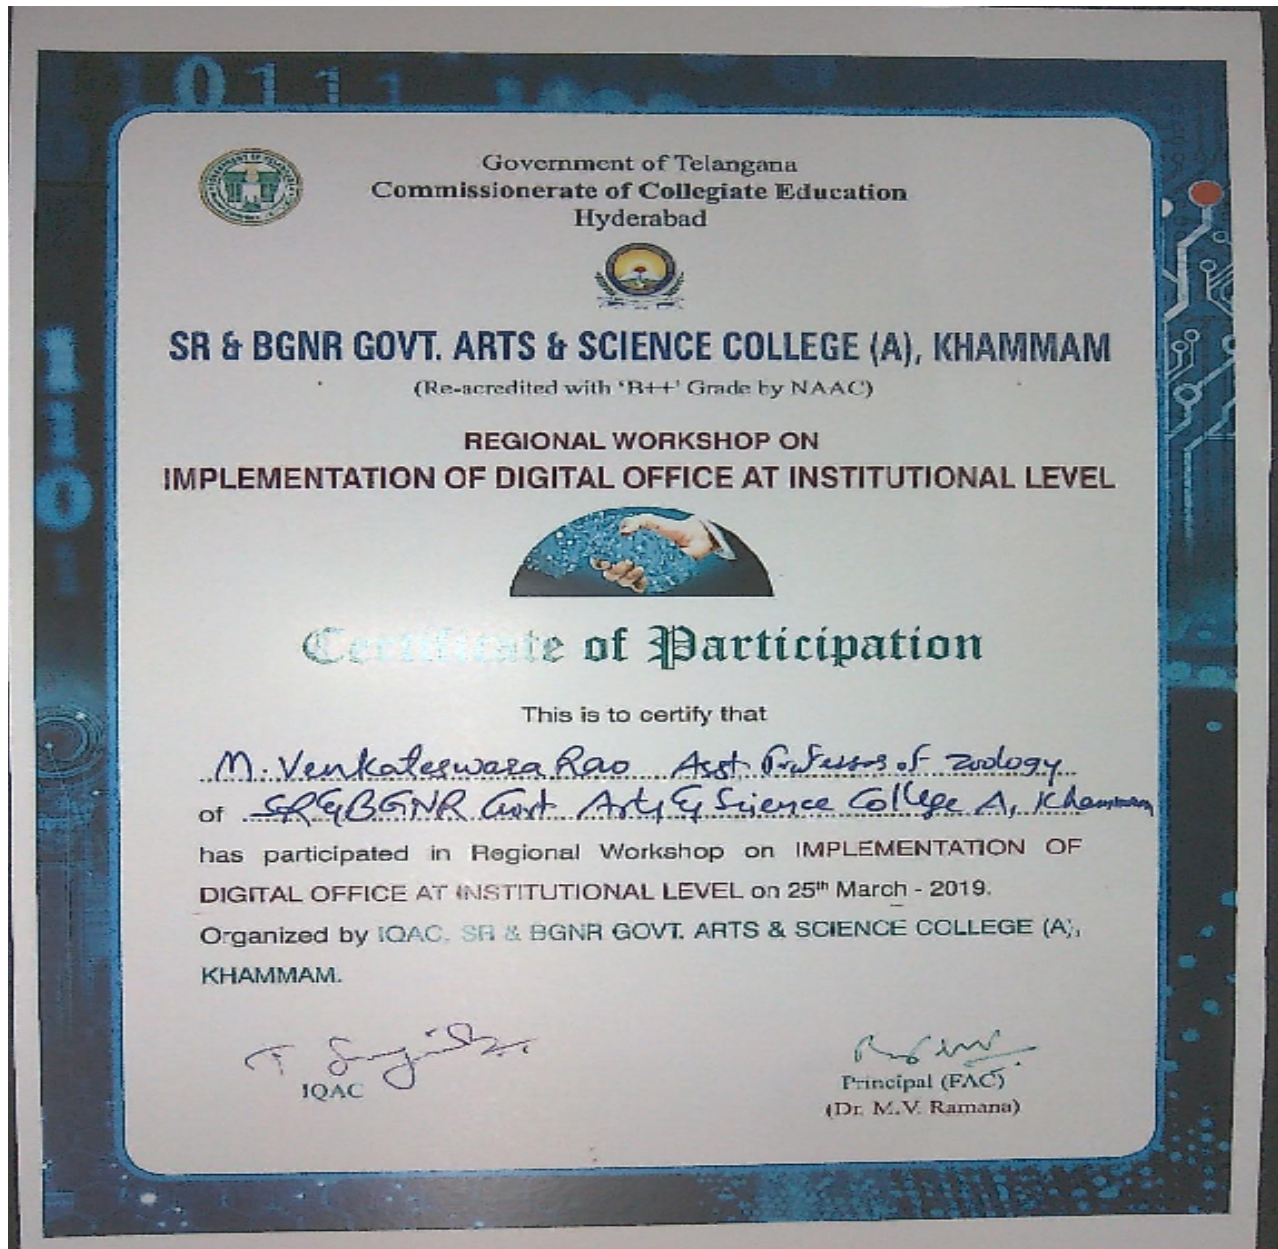 Government of Telangana
Commissionerate of Collegiate Education
Hyderabad
SR & BGNR GOVT. ARTS & SCIENCE COLLEGE (A), KHAMMAM
(Re-acredited with 'B++' Grade by NAAC)
REGIONAL WORKSHOP ON
IMPLEMENTATION OF DIGITAL OFFICE AT INSTITUTIONAL LEVEL
Certificate of Participation
This is to certify that
M. Venkateswara Rao Asst Professor of Zoology
of SR & BGNR Govt Arts & Science College A, Khammam
has participated in Regional Workshop on IMPLEMENTATION OF
DIGITAL OFFICE AT INSTITUTIONAL LEVEL on 25th March - 2019.
Organized by IQAC, SR & BGNR GOVT. ARTS & SCIENCE COLLEGE (A),
KHAMMAM.
IQAC
Principal (FAC)
(Dr. M.V. Ramana)